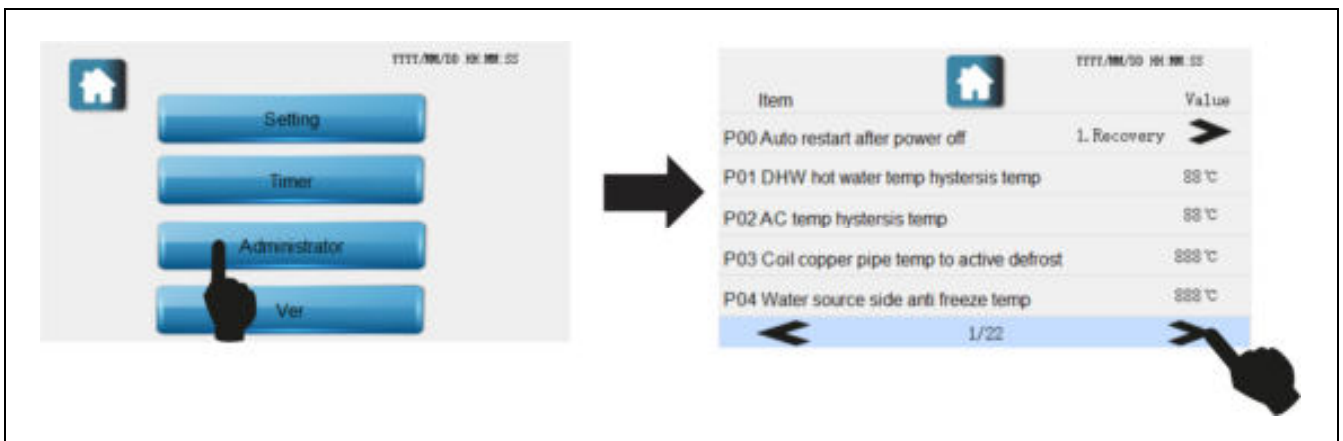 YYYY/MM/DD HH:MM:SS
Setting
Timer
Administrator
Ver
YYYY/MM/DD HH:MM:SS
Item Value
P00 Auto restart after power off 1.Recovery
P01 DHW hot water temp hystersis temp 88℃
P02 AC temp hystersis temp 88℃
P03 Coil copper pipe temp to active defrost 888℃
P04 Water source side anti freeze temp 888℃
1/22